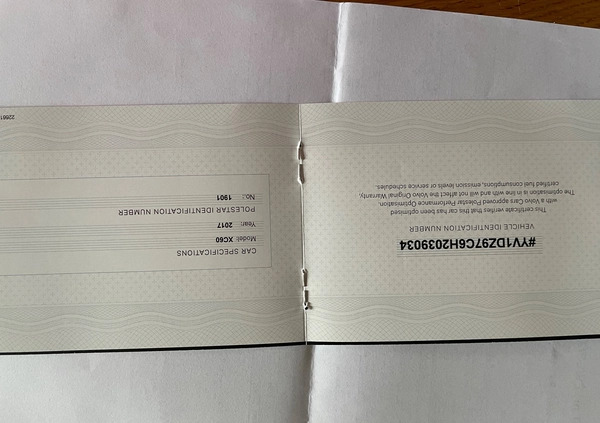 #YV1DZ97C6H2039034
VEHICLE IDENTIFICATION NUMBER
This certificate verifies that this car has been optimised
with a Volvo Cars approved Polestar Performance Optimisation.
The optimisation is in line with and will not affect the Volvo Original Warranty,
certified fuel consumptions, emission levels or service schedules.
CAR SPECIFICATIONS
Model: XC60
Year: 2017
POLESTAR IDENTIFICATION NUMBER
No.: 1901